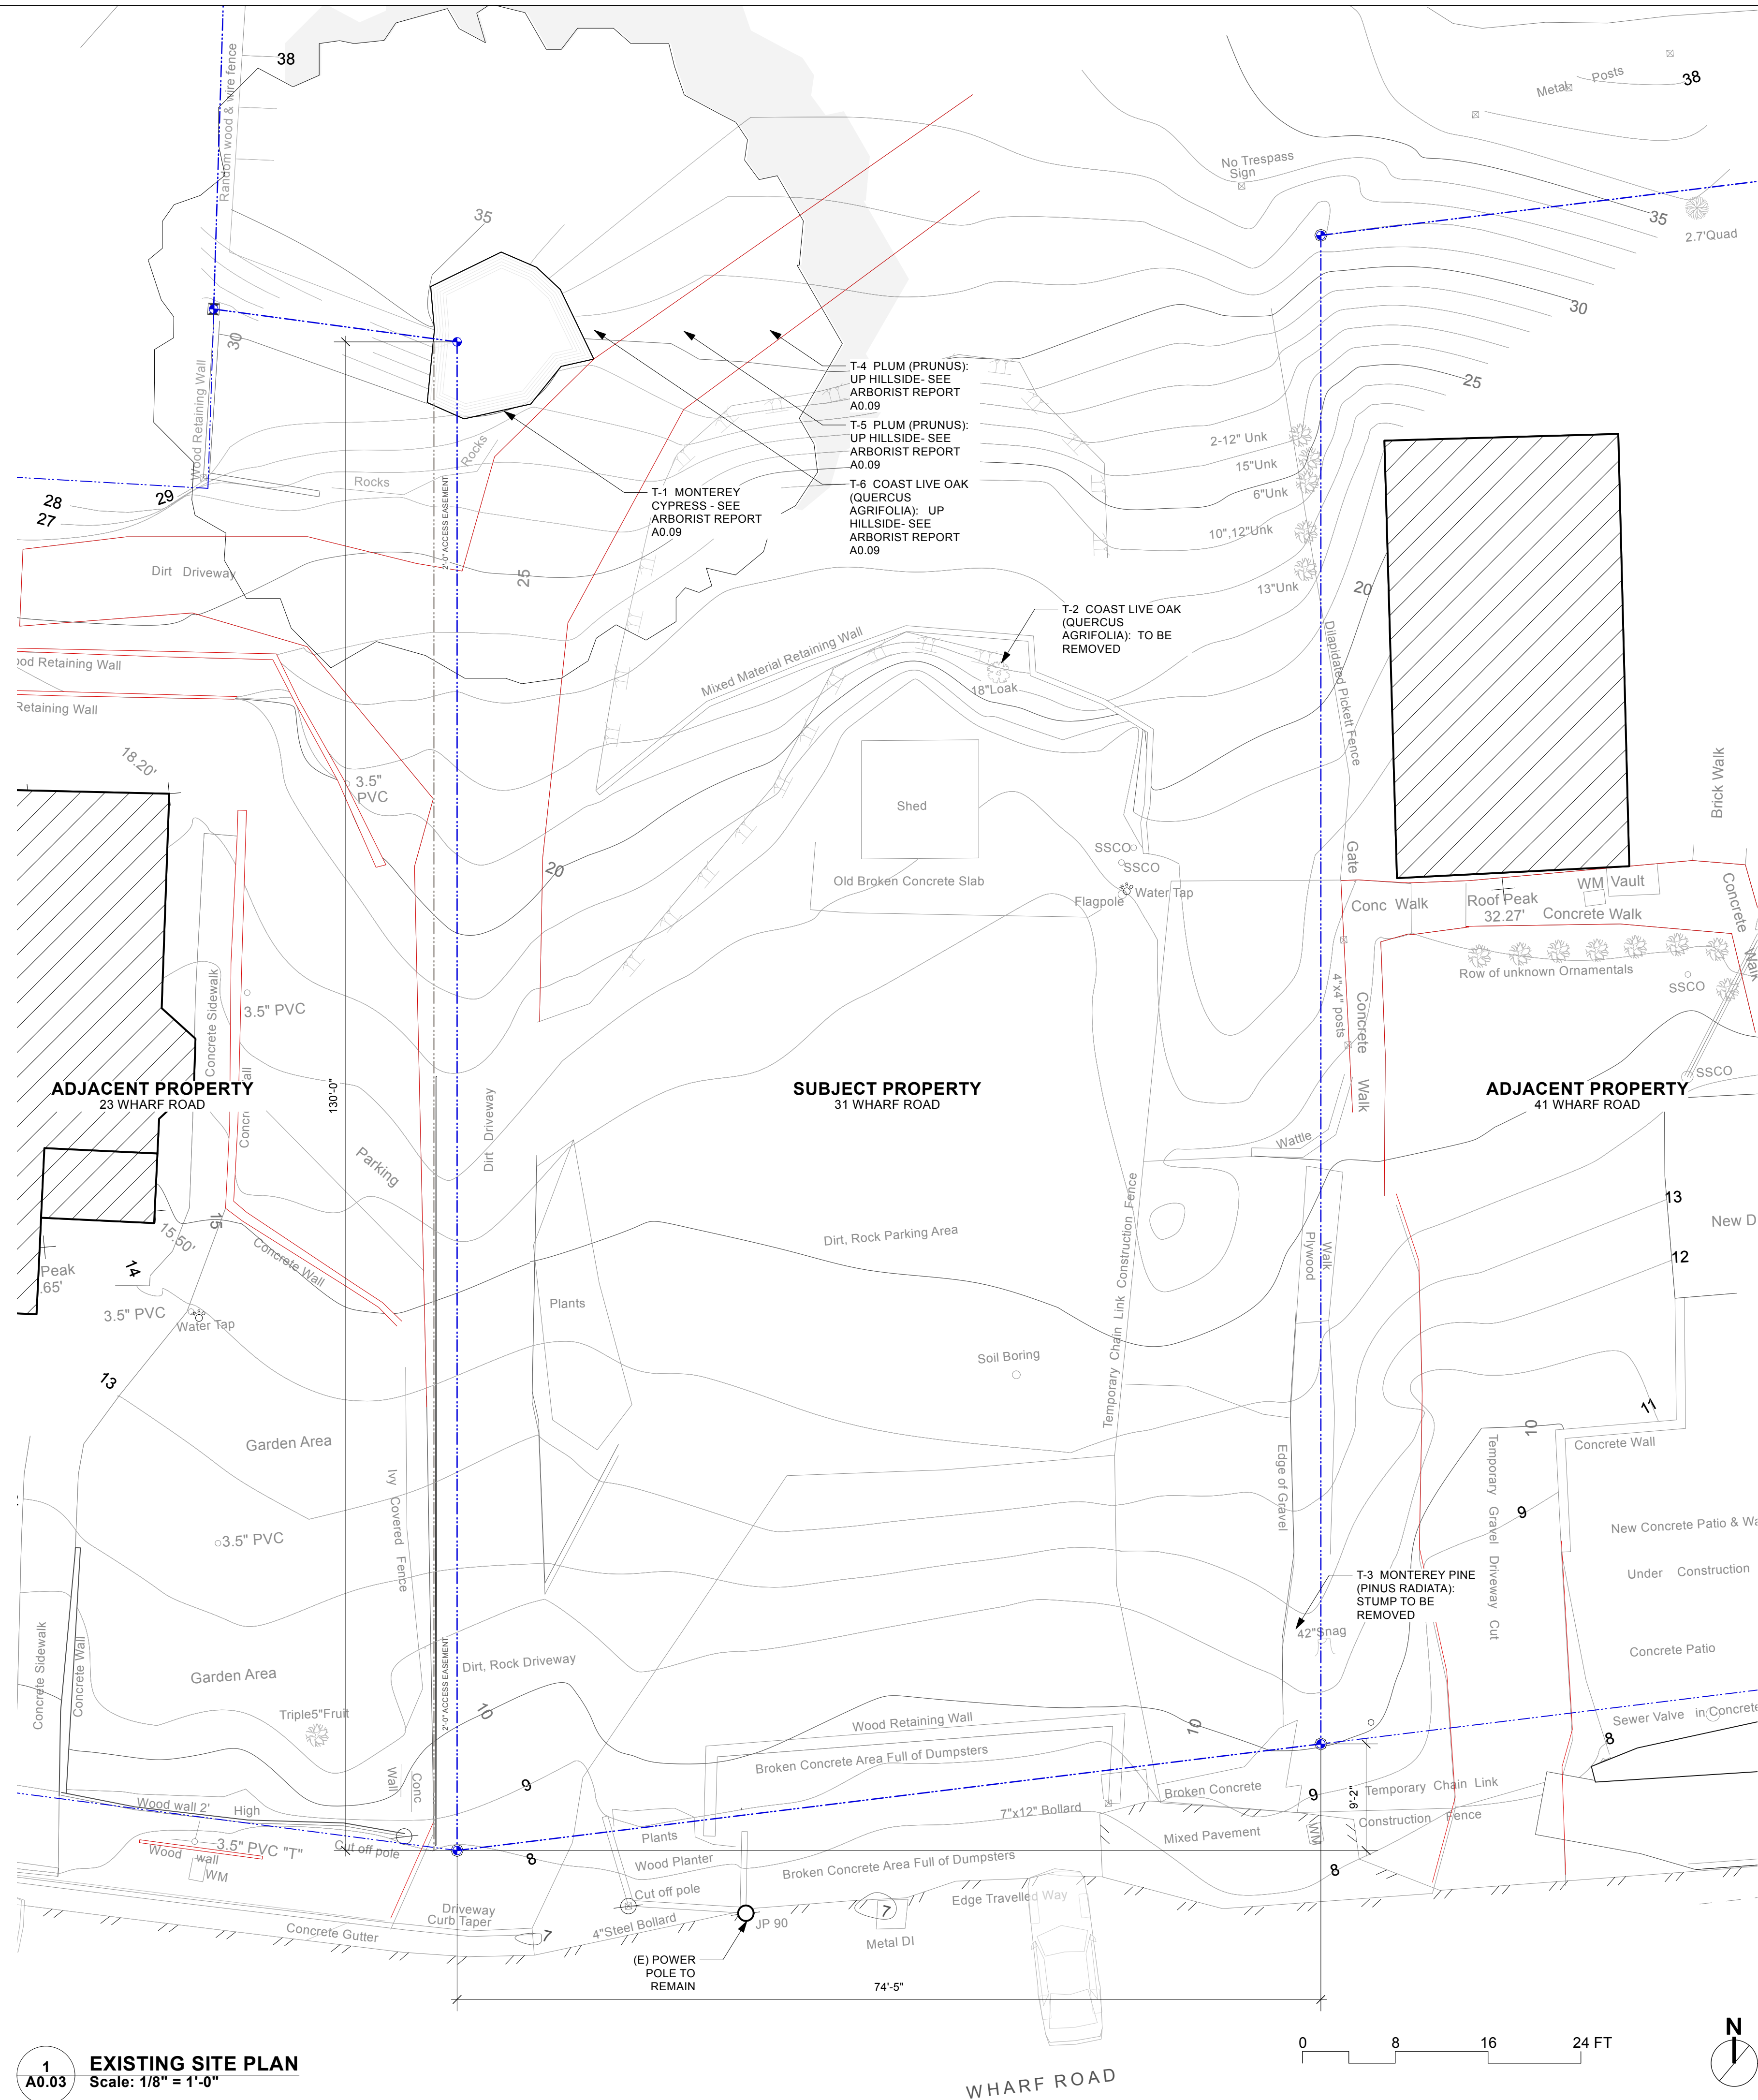 38
Random wood & wire fence
35
Metal Posts
38
No Trespass
Sign
35
2.7'Quad
30
30
25
Wood Retaining Wall
Rocks
Rocks
28
27
29
2'-0" ACCESS EASEMENT
T-4 PLUM (PRUNUS):
UP HILLSIDE- SEE
ARBORIST REPORT
A0.09
T-5 PLUM (PRUNUS):
UP HILLSIDE- SEE
ARBORIST REPORT
A0.09
T-6 COAST LIVE OAK
(QUERCUS
AGRIFOLIA): UP
HILLSIDE- SEE
ARBORIST REPORT
A0.09
T-1 MONTEREY
CYPRESS - SEE
ARBORIST REPORT
A0.09
2-12" Unk
15"Unk
6"Unk
10",12"Unk
13"Unk
20
Dirt Driveway
25
T-2 COAST LIVE OAK
(QUERCUS
AGRIFOLIA): TO BE
REMOVED
Mixed Material Retaining Wall
18"Loak
Dilapidated Pickett Fence
ood Retaining Wall
Retaining Wall
18.20'
3.5"
PVC
Shed
Old Broken Concrete Slab
20
SSCO
SSCO
Flagpole
Water Tap
Gate
Brick Walk
Conc Walk
Roof Peak
32.27'
WM Vault
Concrete Walk
Concrete
Walk
Row of unknown Ornamentals
SSCO
SSCO
4"x4" posts
Concrete Walk
Concrete Sidewalk
3.5" PVC
ADJACENT PROPERTY
23 WHARF ROAD
Concre
all
130'-0"
Dirt Driveway
SUBJECT PROPERTY
31 WHARF ROAD
ADJACENT PROPERTY
41 WHARF ROAD
Parking
Wattle
15
15.50'
14
Peak
.65'
Concrete Wall
3.5" PVC
Water Tap
13
Plants
Dirt, Rock Parking Area
Soil Boring
Temporary Chain Link Construction Fence
Plywood
Walk
13
New D
12
11
10
Concrete Wall
Garden Area
Ivy Covered Fence
Edge of Gravel
Temporary Gravel Driveway Cut
9
New Concrete Patio & Wa
Under Construction
3.5" PVC
T-3 MONTEREY PINE
(PINUS RADIATA):
STUMP TO BE
REMOVED
42"Snag
Concrete Patio
Concrete Sidewalk
Concrete Wall
Garden Area
Triple5"Fruit
2'-0" ACCESS EASEMENT
Dirt, Rock Driveway
10
Wood Retaining Wall
10
Sewer Valve in Concrete
8
Broken Concrete Area Full of Dumpsters
Wall
Conc
9
Broken Concrete
9
9'-2"
Temporary Chain Link
Construction Fence
Wood wall 2' High
7"x12" Bollard
Mixed Pavement
WM
8
3.5" PVC "T"
Wood wall
WM
Cut off pole
8
Plants
Wood Planter
Broken Concrete Area Full of Dumpsters
Cut off pole
Edge Travelled Way
Driveway
Curb Taper
Concrete Gutter
7
4"Steel Bollard
JP 90
7
Metal DI
(E) POWER
POLE TO
REMAIN
74'-5"
0 8 16 24 FT
N
1
A0.03
EXISTING SITE PLAN
Scale: 1/8" = 1'-0"
WHARF ROAD